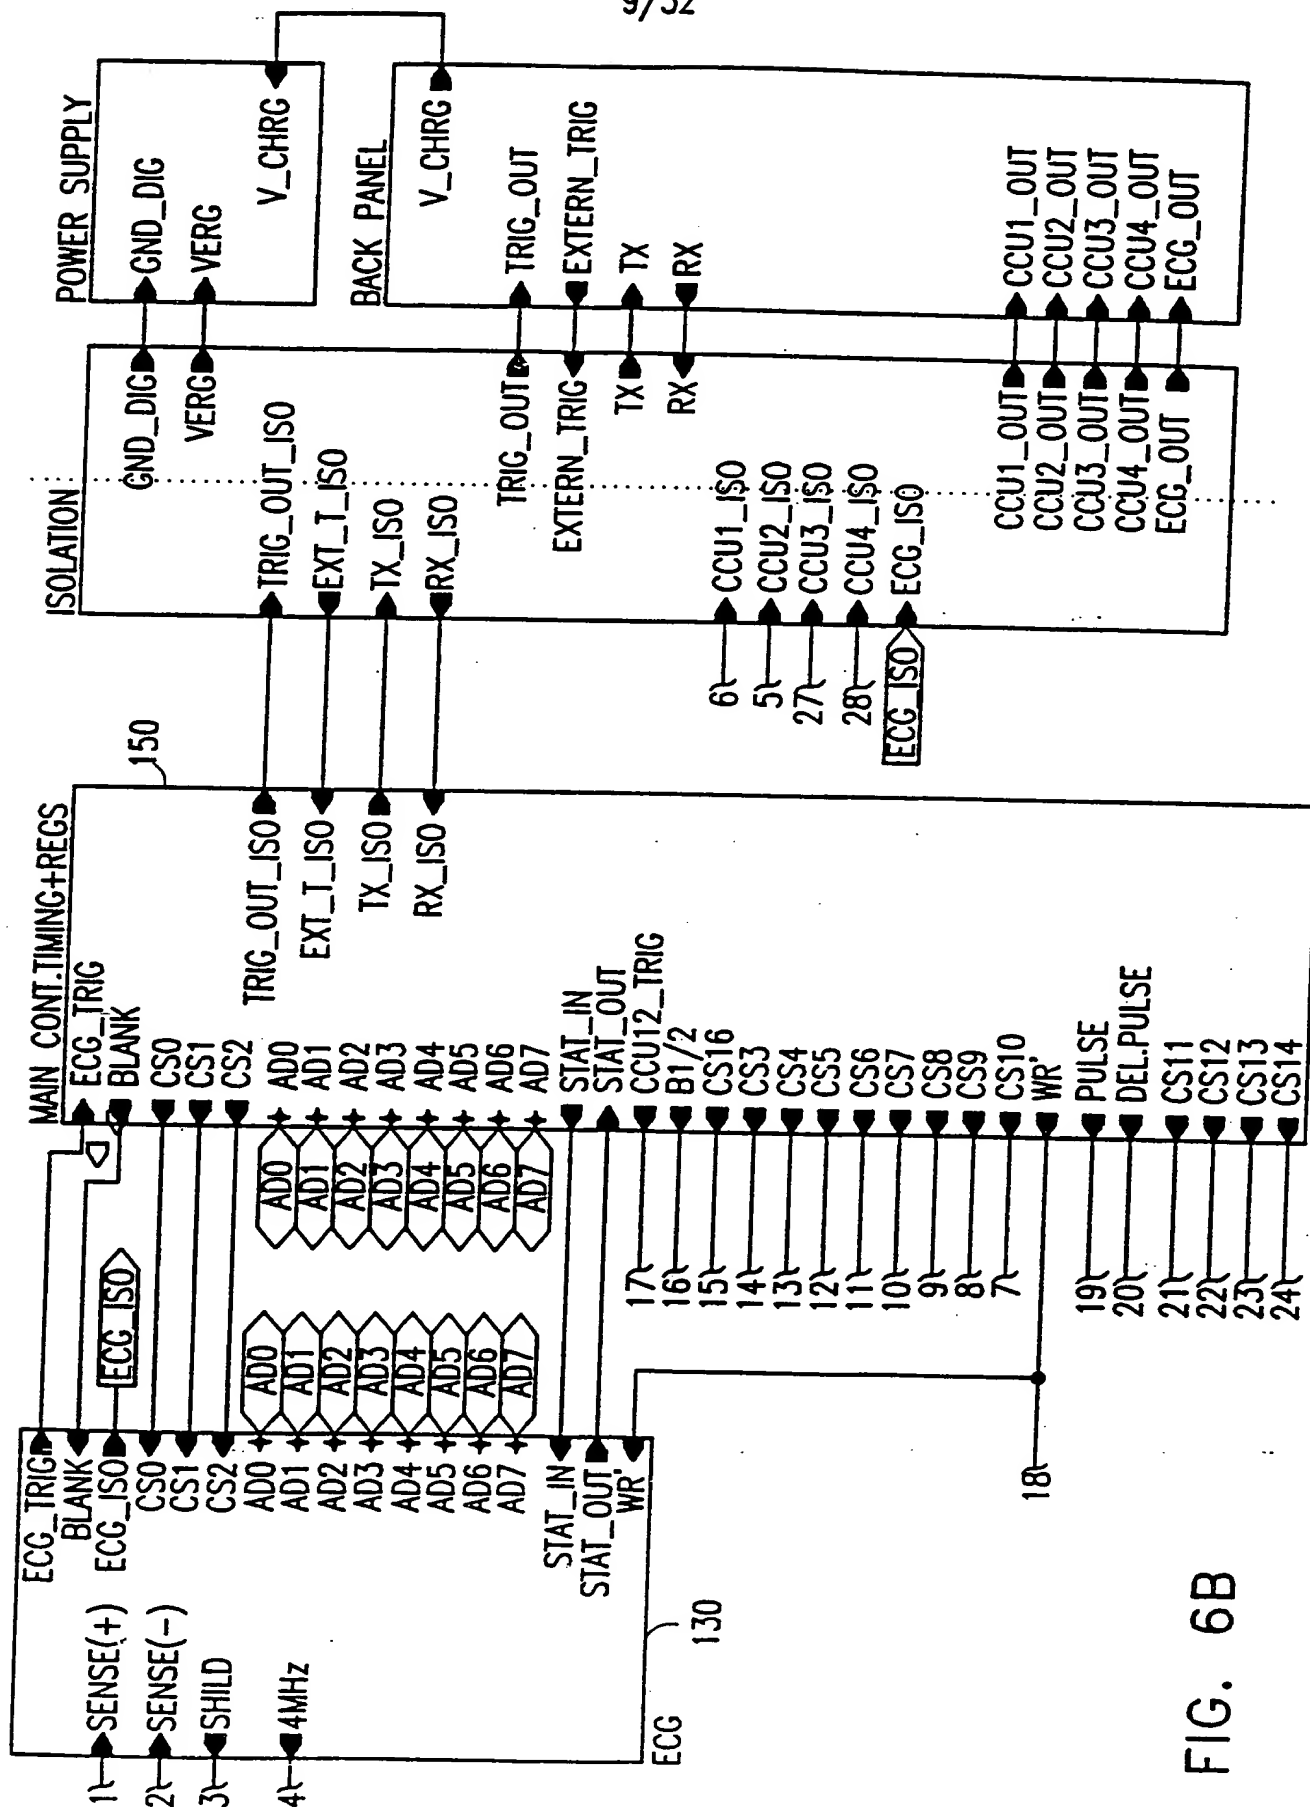 9/32
POWER SUPPLY
GND_DIG
VERG
V_CHRG
BACK PANEL
V_CHRG
TRIG_OUT
EXTERN_TRIG
TX
RX
CCU1_OUT
CCU2_OUT
CCU3_OUT
CCU4_OUT
ECG_OUT
ISOLATION
GND_DIG
VERG
TRIG_OUT_ISO
EXT_T_ISO
TX_ISO
RX_ISO
TRIG_OUT
EXTERN_TRIG
TX
RX
CCU1_ISO
CCU2_ISO
CCU3_ISO
CCU4_ISO
ECG_ISO
CCU1_OUT
CCU2_OUT
CCU3_OUT
CCU4_OUT
ECG_OUT
6
5
27
28
ECG_ISO
150
MAIN CONT.TIMING+REGS
ECG_TRIG
BLANK
CS0
CS1
CS2
AD0
AD1
AD2
AD3
AD4
AD5
AD6
AD7
TRIG_OUT_ISO
EXT_T_ISO
TX_ISO
RX_ISO
STAT_IN
STAT_OUT
CCU12_TRIG
B1/2
CS16
CS3
CS4
CS5
CS6
CS7
CS8
CS9
CS10
WR'
PULSE
DEL.PULSE
CS11
CS12
CS13
CS14
AD0
AD1
AD2
AD3
AD4
AD5
AD6
AD7
17
16
15
14
13
12
11
10
9
8
7
19
20
21
22
23
24
ECG_ISO
AD0
AD1
AD2
AD3
AD4
AD5
AD6
AD7
ECG_TRIG
BLANK
ECG_ISO
CS0
CS1
CS2
AD0
AD1
AD2
AD3
AD4
AD5
AD6
AD7
STAT_IN
STAT_OUT
WR'
18
SENSE(+)
SENSE(-)
SHILD
4MHz
1
2
3
4
ECG
130
FIG. 6B